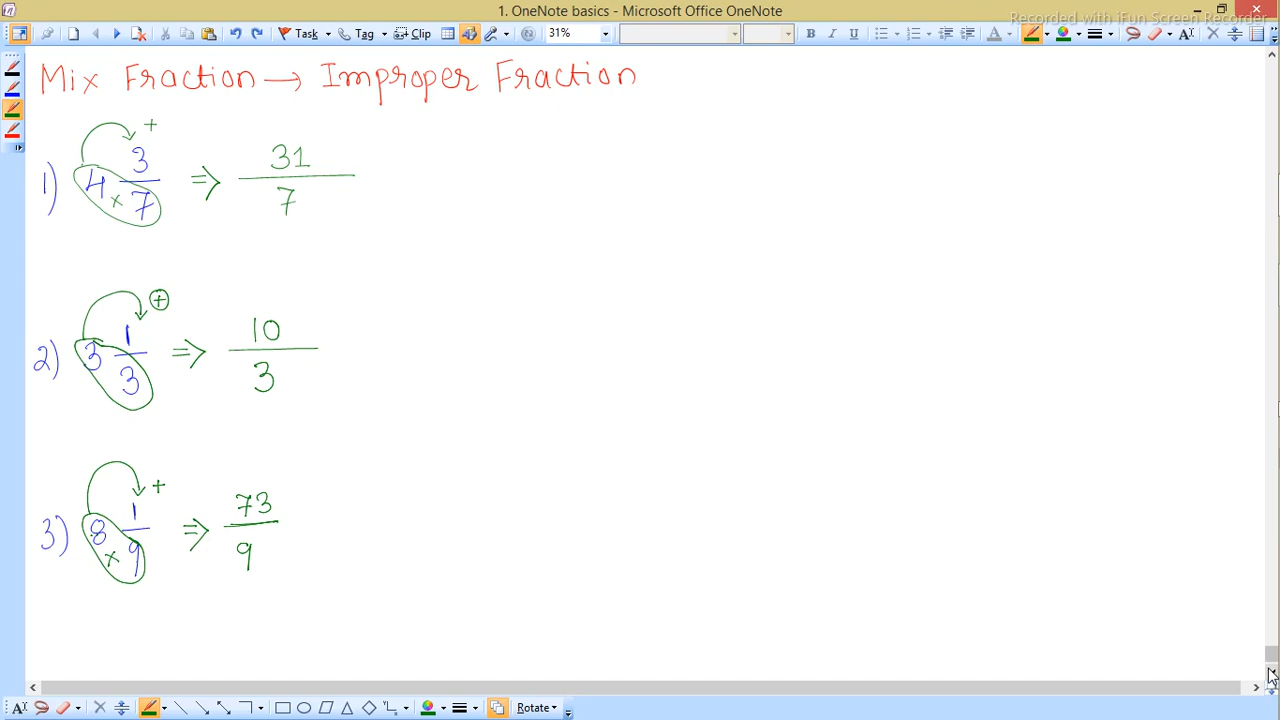 1. OneNote basics - Microsoft Office OneNote
Recorded with iFun Screen Recorder
Task Tag Clip 31% B I U A
Mix Fraction → Improper Fraction
+
1) 4 × 3/7 ⇒ 31/7
+
2) 3 1/3 ⇒ 10/3
+
3) 8 × 1/9 ⇒ 73/9
Rotate